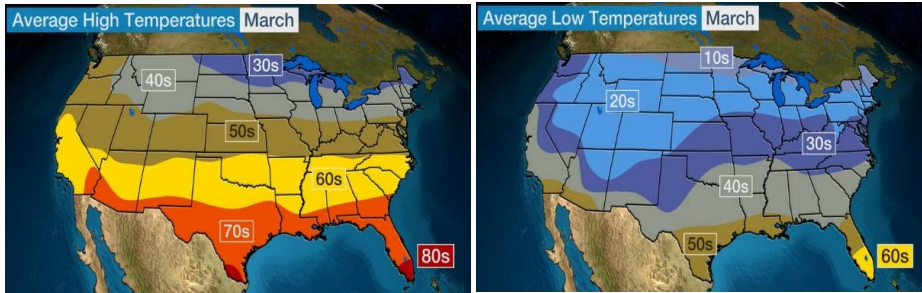 Average High Temperatures March
30s
40s
50s
60s
70s
80s
Average Low Temperatures March
10s
20s
30s
40s
50s
60s